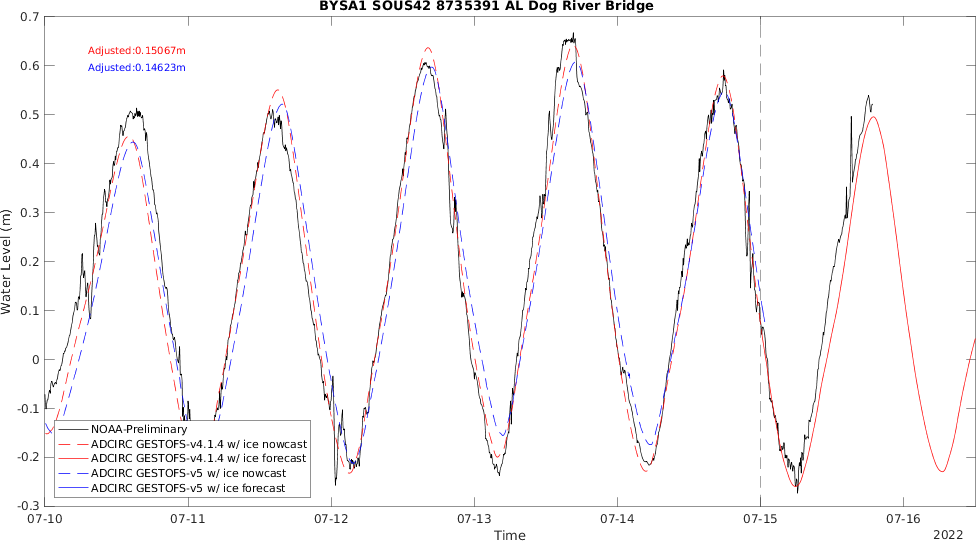 BYSA1 SOUS42 8735391 AL Dog River Bridge
0.7
Adjusted:0.15067m
Adjusted:0.14623m
0.6
0.5
0.4
0.3
0.2
0.1
0
-0.1
-0.2
-0.3
Water Level (m)
NOAA-Preliminary
ADCIRC GESTOFS-v4.1.4 w/ ice nowcast
ADCIRC GESTOFS-v4.1.4 w/ ice forecast
ADCIRC GESTOFS-v5 w/ ice nowcast
ADCIRC GESTOFS-v5 w/ ice forecast
07-10 07-11 07-12 07-13 07-14 07-15 07-16
Time
2022